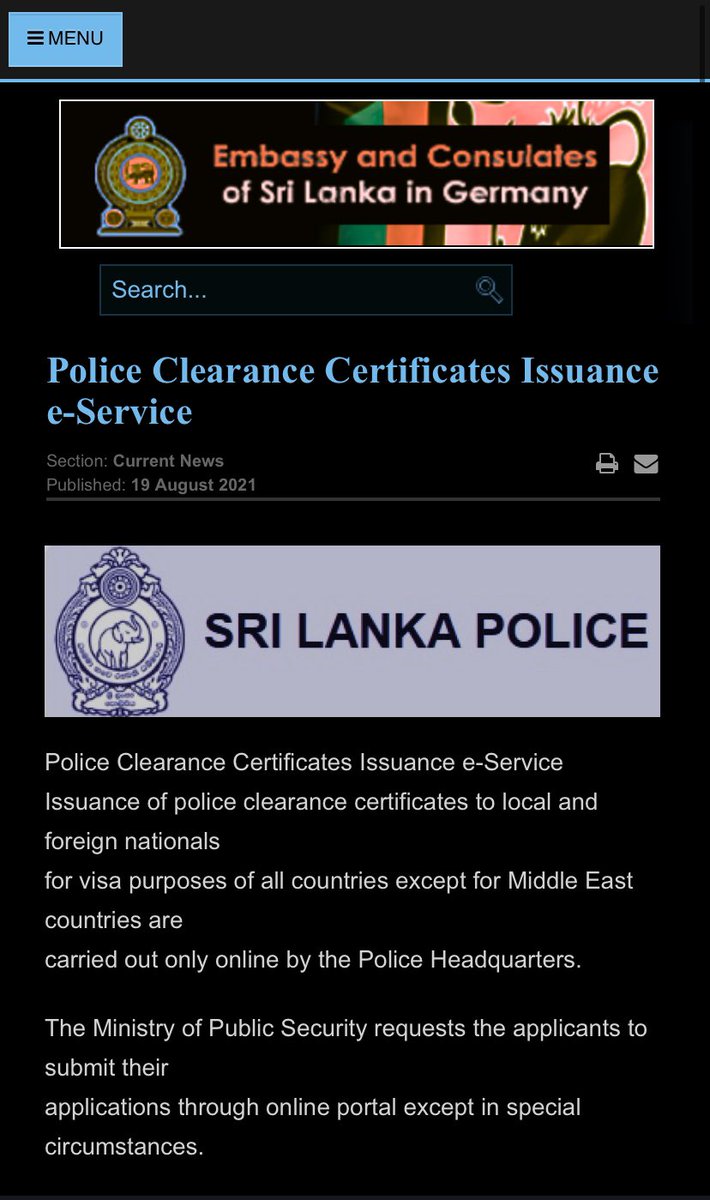 MENU
Embassy and Consulates
of Sri Lanka in Germany
Search...
Police Clearance Certificates Issuance
e-Service
Section: Current News
Published: 19 August 2021
SRI LANKA POLICE
Police Clearance Certificates Issuance e-Service
Issuance of police clearance certificates to local and
foreign nationals
for visa purposes of all countries except for Middle East
countries are
carried out only online by the Police Headquarters.
The Ministry of Public Security requests the applicants to
submit their
applications through online portal except in special
circumstances.